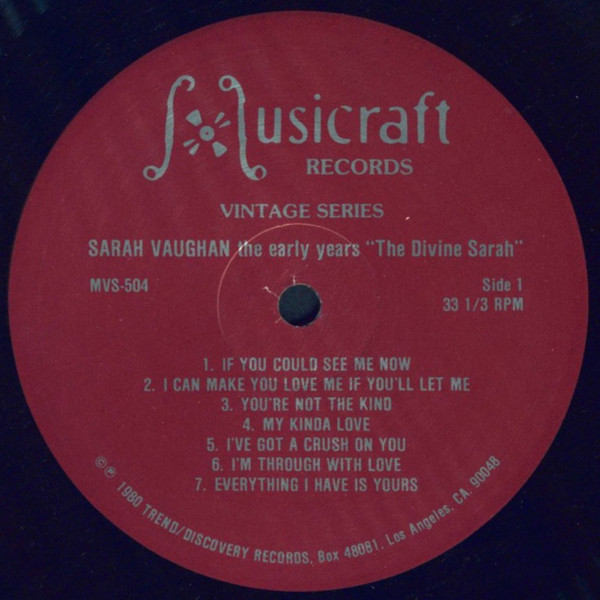 Musicraft
RECORDS
VINTAGE SERIES
SARAH VAUGHAN the early years "The Divine Sarah"
MVS-504
Side 1
33 1/3 RPM
1. IF YOU COULD SEE ME NOW
2. I CAN MAKE YOU LOVE ME IF YOU'LL LET ME
3. YOU'RE NOT THE KIND
4. MY KINDA LOVE
5. I'VE GOT A CRUSH ON YOU
6. I'M THROUGH WITH LOVE
7. EVERYTHING I HAVE IS YOURS
©℗ 1980 TREND/DISCOVERY RECORDS, Box 48081, Los Angeles, CA. 90048